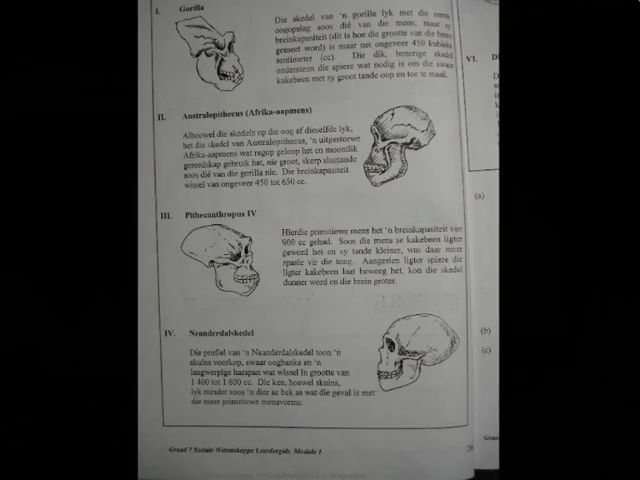 I. Gorilla
Die skedel van 'n gorilla lyk met die eerste
oogopslag soos dié van die mens, maar sy
breinkapasiteit (dit is hoe die grootte van die brein
gemeet word) is maar net ongeveer 450 kubieke
sentimeter (cc). Die dik, benerige skedel
ondersteun die spiere wat nodig is om die swaar
kakebeen met sy groot tande oop en toe te maak.
II. Australopithecus (Afrika-aapmens)
Alhoewel die skedels op die oog af dieselfde lyk,
het die skedel van Australopithecus, 'n uitgestorwe
Afrika-aapmens wat regop geloop het en moontlik
gereedskap gebruik het, nie groot, skerp slagtande
soos dié van die gorilla nie. Die breinkapasiteit
wissel van ongeveer 450 tot 650 cc.
III. Pithecanthropus IV
Hierdie primitiewe mens het 'n breinkapasiteit van
900 cc gehad. Soos die mens se kakebeen ligter
geword het en sy tande kleiner, was daar meer
spasie vir die tong. Aangesien ligter spiere die
ligter kakebeen laat beweeg het, kon die skedel
dunner word en die brein groter.
IV. Neanderdalskedel
Die profiel van 'n Neanderdalskedel toon 'n
skuins voorkop, swaar oogbanke en 'n
langwerpige harspan wat wissel in grootte van
1 400 tot 1 600 cc. Die ken, hoewel skuins,
lyk minder soos 'n dier se bek as wat die geval is met
die meer primitiewe mensvorme.
Graad 7 Sosiale Wetenskappe Leerdergids Module 1
VI.
(a)
(b)
(c)